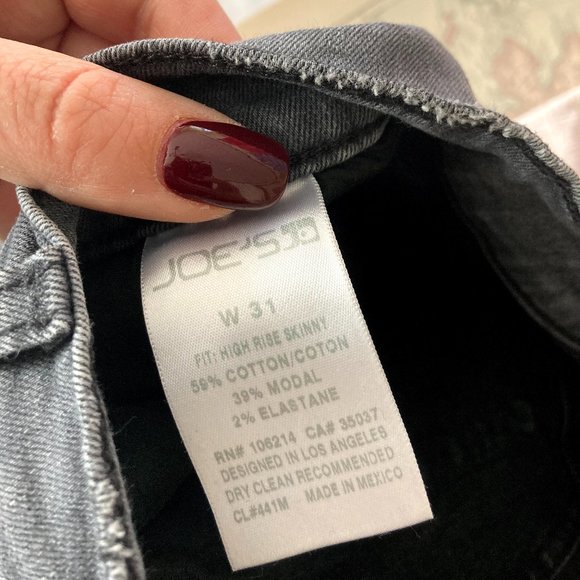 JOE'S
W 31
FIT: HIGH RISE SKINNY
59% COTTON/COTON
39% MODAL
2% ELASTANE
RN# 106214 CA# 35037
DESIGNED IN LOS ANGELES
DRY CLEAN RECOMMENDED
CL#441M MADE IN MEXICO